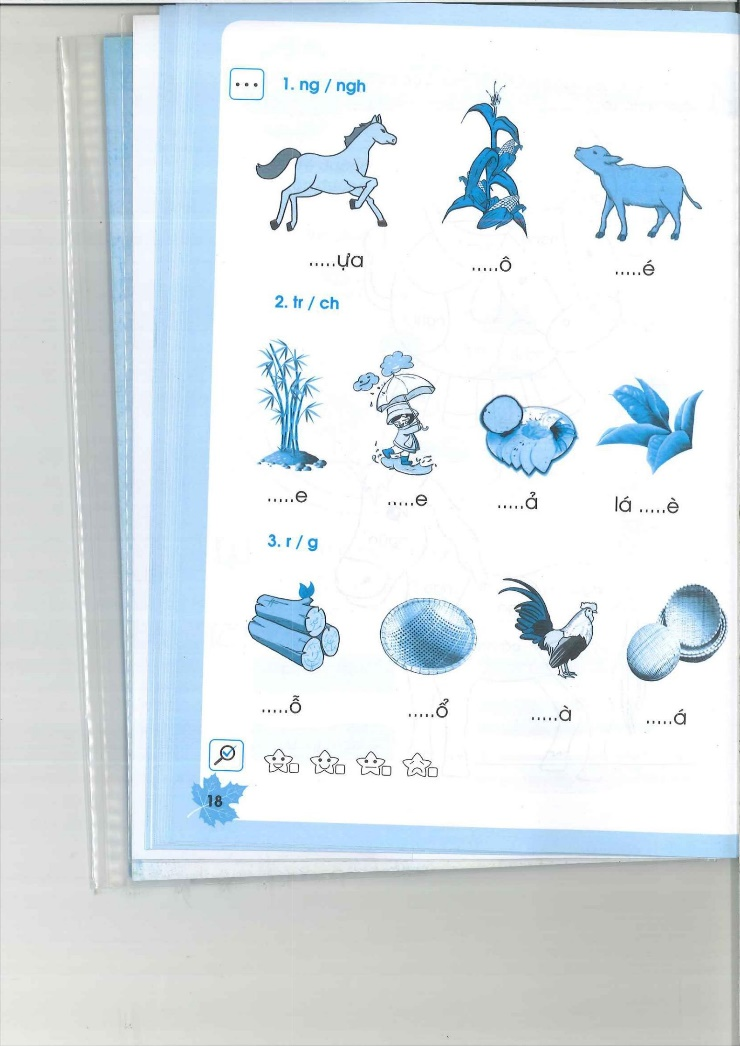 ...
1. ng / ngh
.....ựa
.....ô
.....é
2. tr / ch
.....e
.....e
.....ả
lá .....è
3. r / g
.....ỗ
.....ổ
.....à
.....á
18